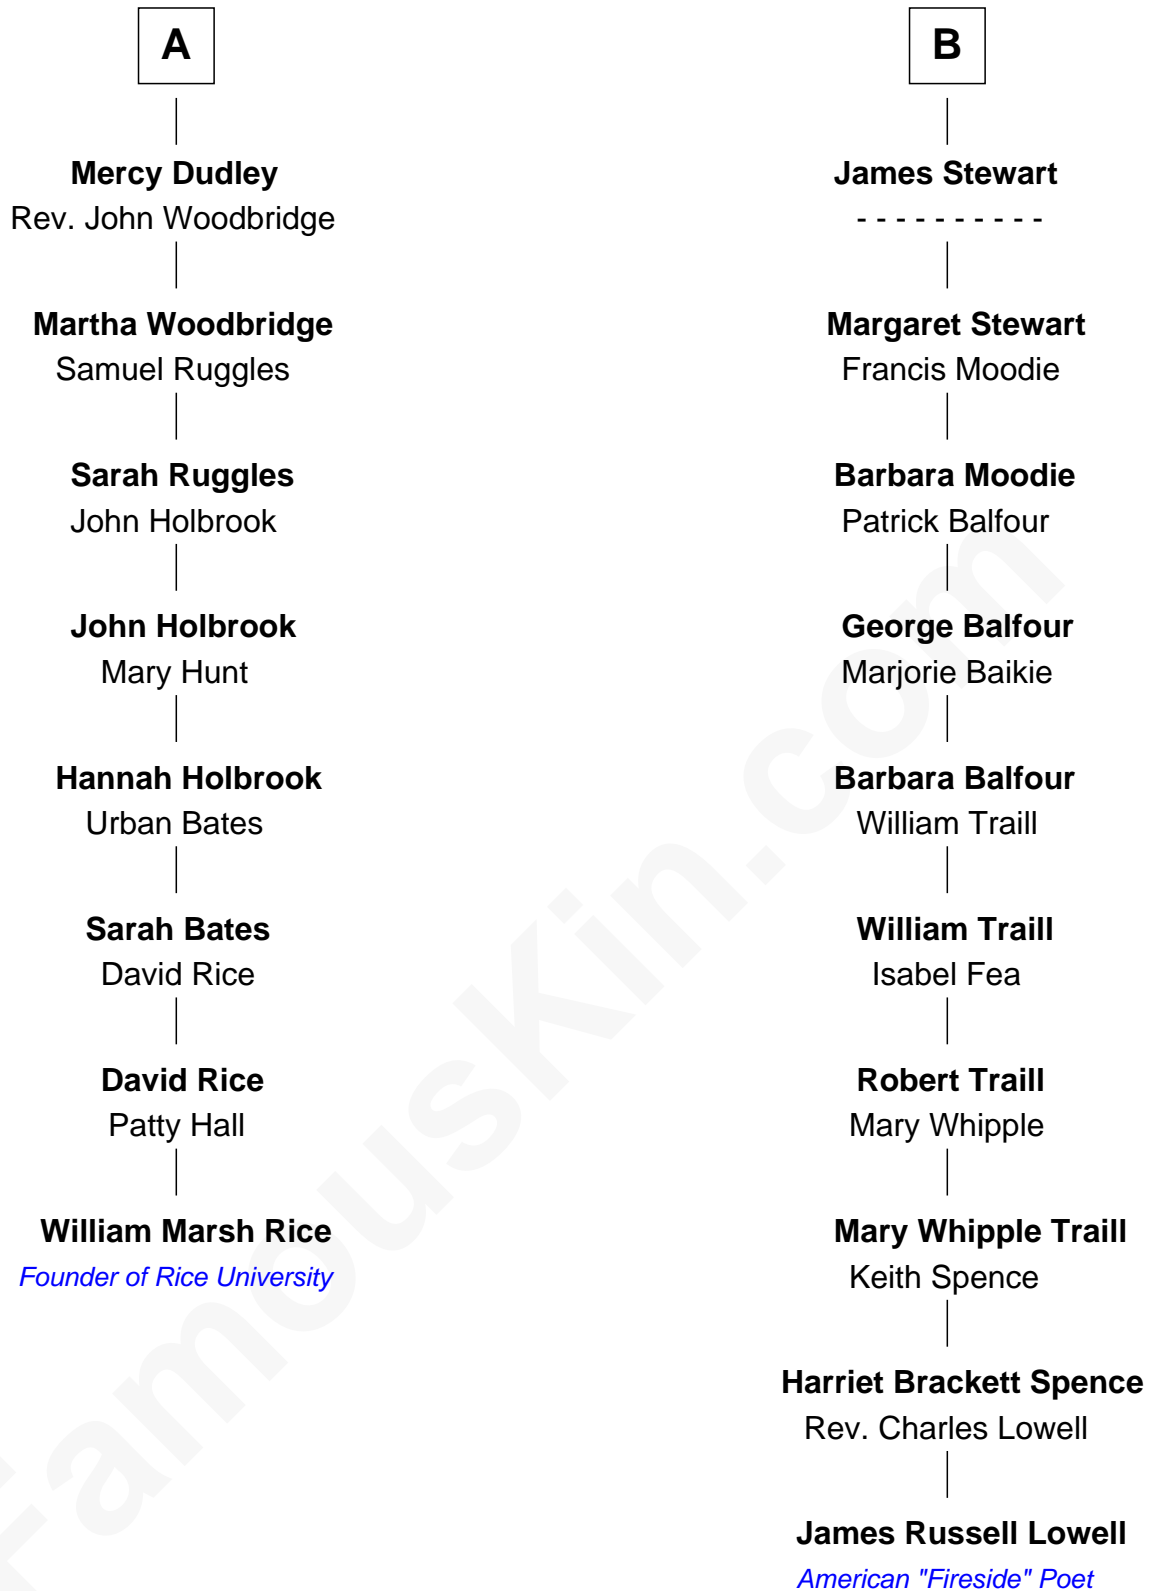 A
Mercy Dudley
Rev. John Woodbridge
Martha Woodbridge
Samuel Ruggles
Sarah Ruggles
John Holbrook
John Holbrook
Mary Hunt
Hannah Holbrook
Urban Bates
Sarah Bates
David Rice
David Rice
Patty Hall
William Marsh Rice
Founder of Rice University
B
James Stewart
- - - - - - - - - -
Margaret Stewart
Francis Moodie
Barbara Moodie
Patrick Balfour
George Balfour
Marjorie Baikie
Barbara Balfour
William Traill
William Traill
Isabel Fea
Robert Traill
Mary Whipple
Mary Whipple Traill
Keith Spence
Harriet Brackett Spence
Rev. Charles Lowell
James Russell Lowell
American "Fireside" Poet
FamousKin.com